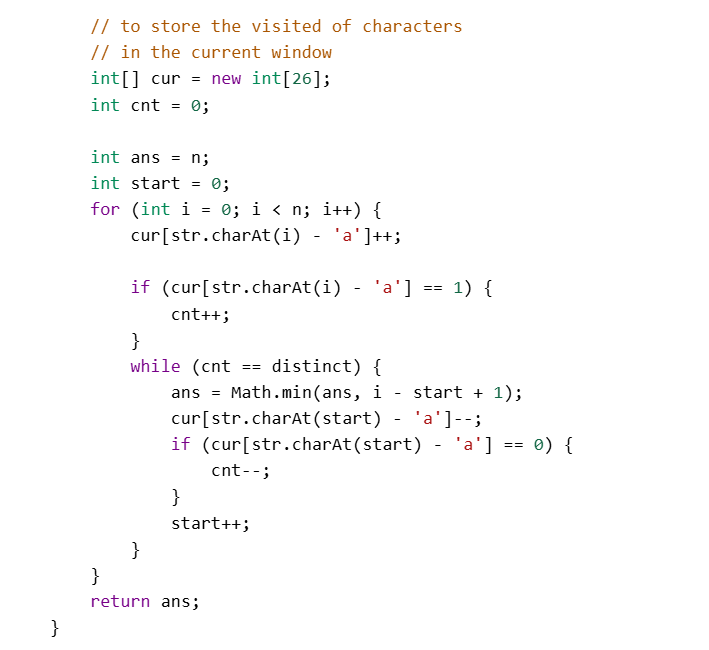 // to store the visited of characters
// in the current window
int[] cur = new int[26];
int cnt = 0;
int ans = n;
int start = 0;
for (int i = 0; i < n; i++) {
cur[str.charAt(i) - 'a']++;
if (cur[str.charAt(i) - 'a'] == 1) {
cnt++;
}
while (cnt == distinct) {
ans = Math.min(ans, i - start + 1);
cur[str.charAt(start) - 'a']--;
if (cur[str.charAt(start) - 'a'] == 0) {
cnt--;
}
start++;
}
}
return ans;
}